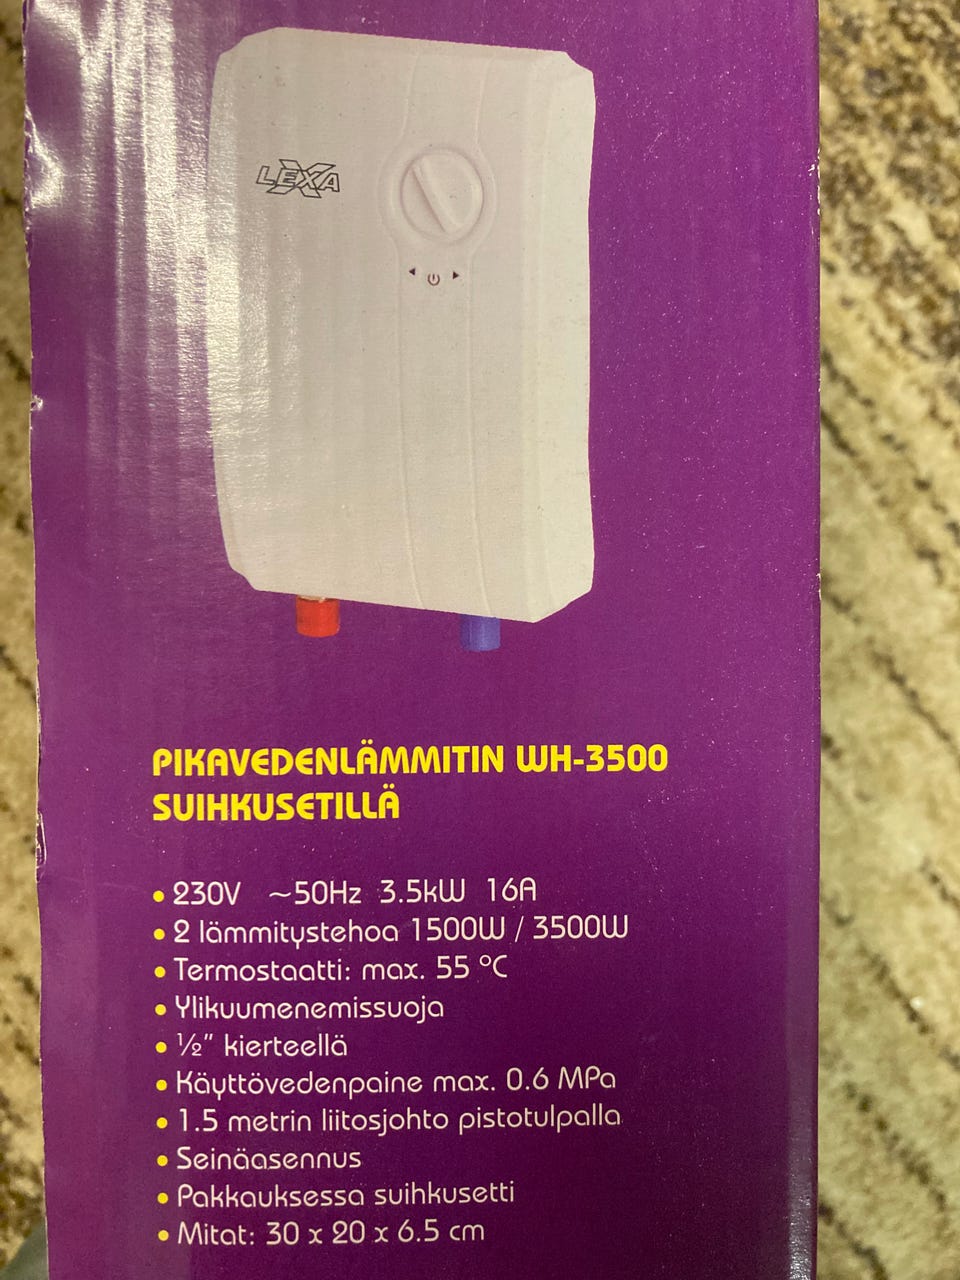 LEXA
PIKAVEDENLÄMMITIN WH-3500
SUIHKUSETILLÄ
• 230V ~50Hz 3.5kW 16A
• 2 lämmitystehoa 1500W / 3500W
• Termostaatti: max. 55 °C
• Ylikuumenemissuoja
• ½” kierteellä
• Käyttövedenpaine max. 0.6 MPa
• 1.5 metrin liitosjohto pistotulpalla
• Seinäasennus
• Pakkauksessa suihkusetti
• Mitat: 30 x 20 x 6.5 cm